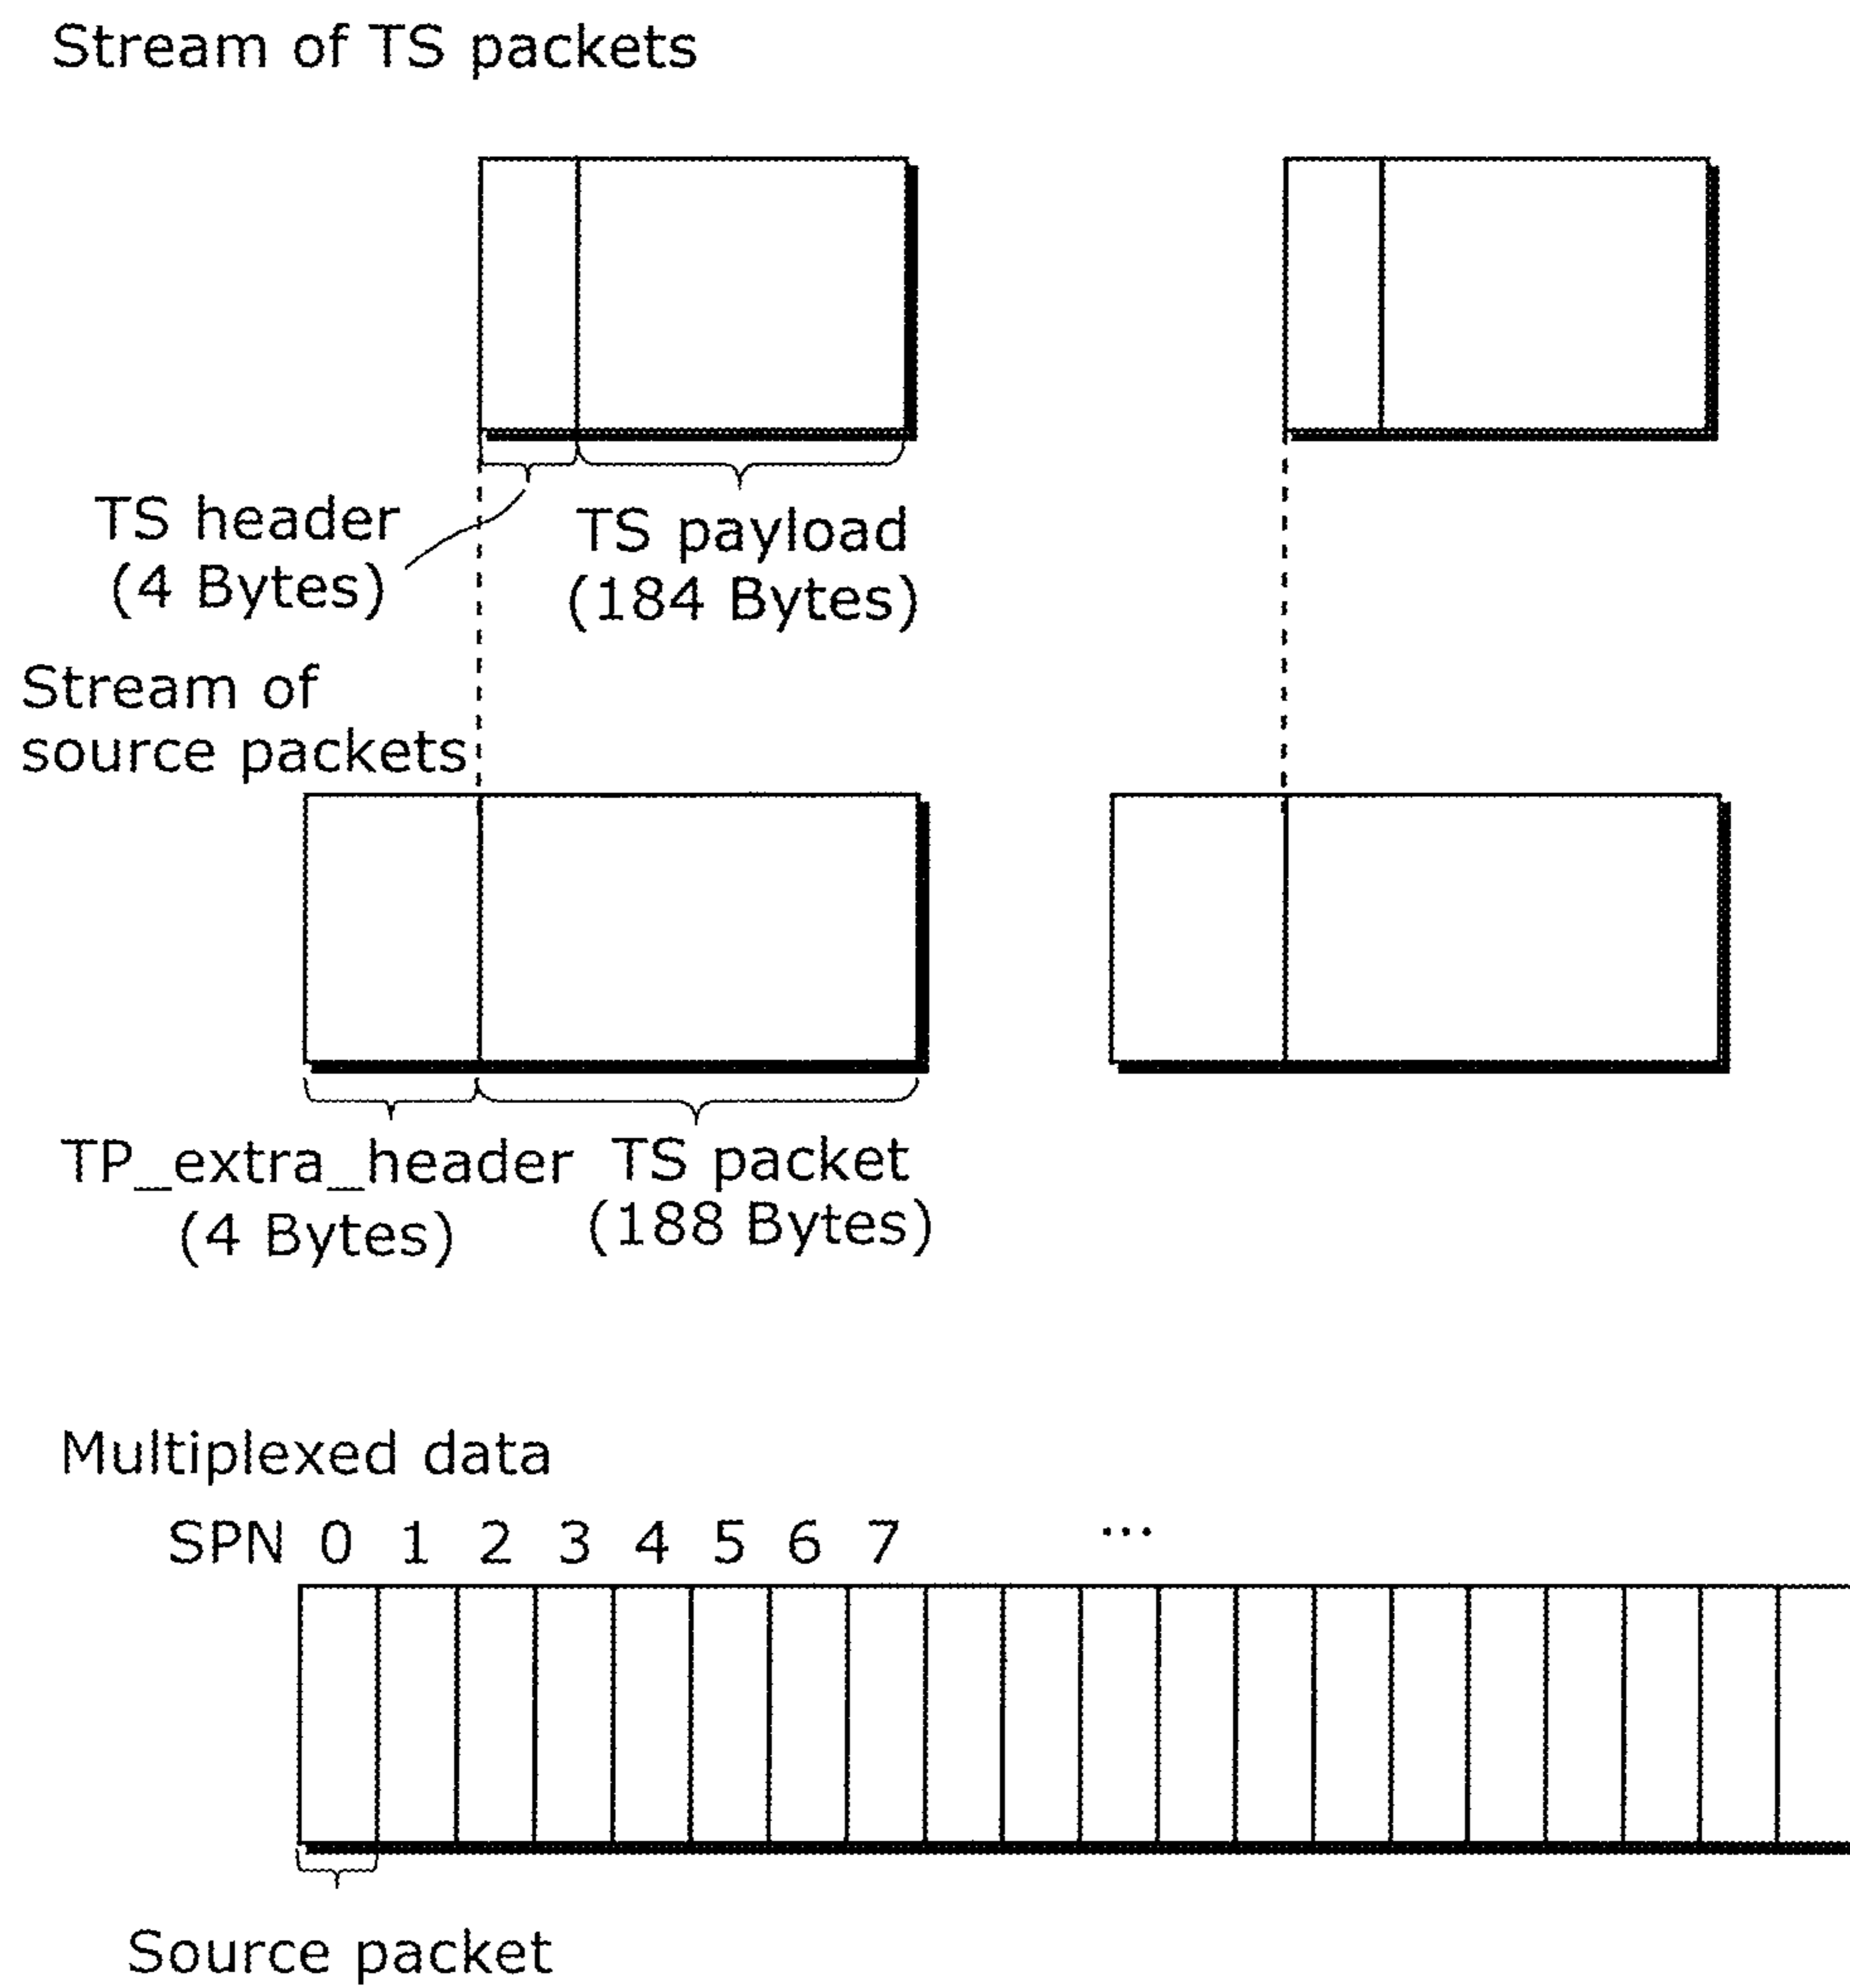 Stream of TS packets
TS header
(4 Bytes)
TS payload
(184 Bytes)
Stream of
source packets
TP_extra_header
(4 Bytes)
TS packet
(188 Bytes)
Multiplexed data
SPN 0 1 2 3 4 5 6 7 ...
Source packet